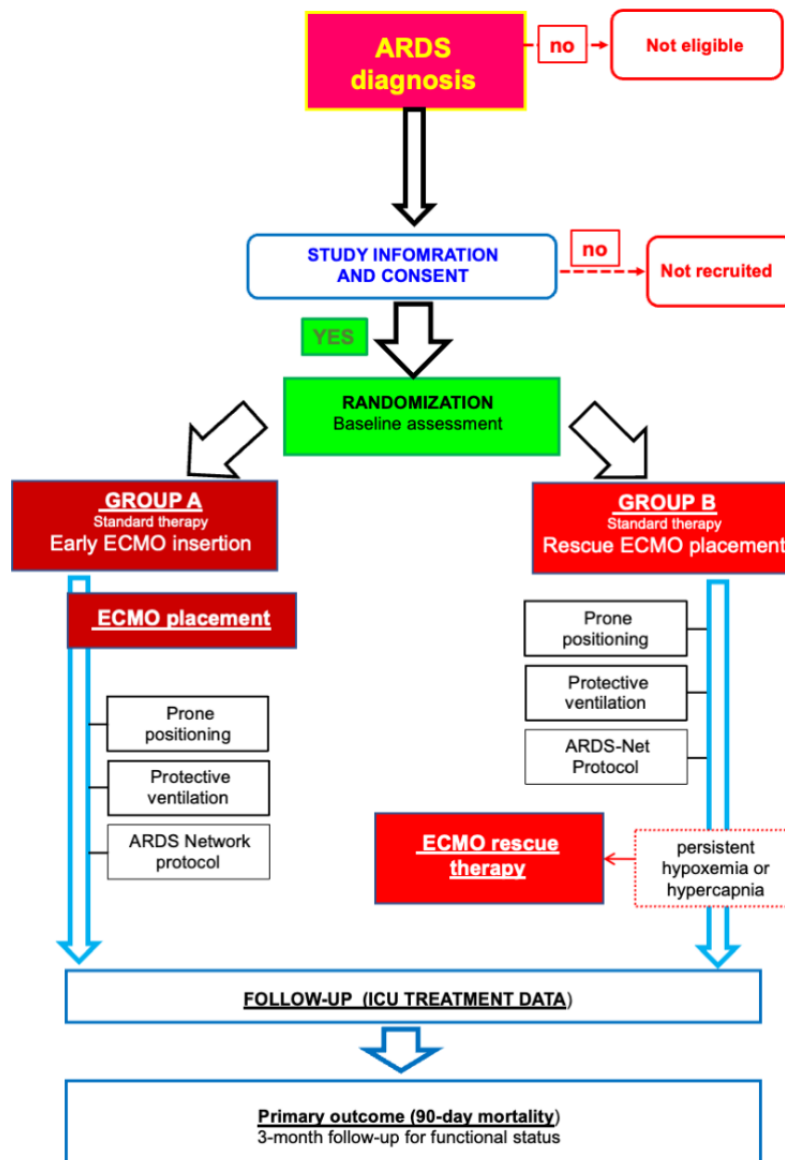 ARDS
diagnosis
no
Not eligible
STUDY INFOMRATION
AND CONSENT
no
Not recruited
YES
RANDOMIZATION
Baseline assessment
GROUP A
Standard therapy
Early ECMO insertion
GROUP B
Standard therapy
Rescue ECMO placement
ECMO placement
Prone
positioning
Protective
ventilation
ARDS Network
protocol
Prone
positioning
Protective
ventilation
ARDS-Net
Protocol
ECMO rescue
therapy
persistent
hypoxemia or
hypercapnia
FOLLOW-UP (ICU TREATMENT DATA)
Primary outcome (90-day mortality)
3-month follow-up for functional status